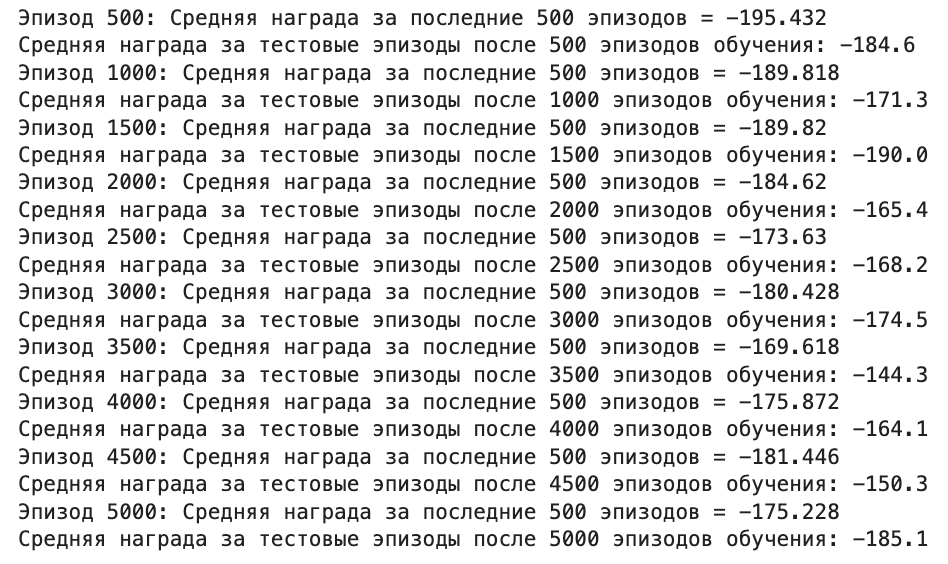 Эпизод 500: Средняя награда за последние 500 эпизодов = -195.432
Средняя награда за тестовые эпизоды после 500 эпизодов обучения: -184.6
Эпизод 1000: Средняя награда за последние 500 эпизодов = -189.818
Средняя награда за тестовые эпизоды после 1000 эпизодов обучения: -171.3
Эпизод 1500: Средняя награда за последние 500 эпизодов = -189.82
Средняя награда за тестовые эпизоды после 1500 эпизодов обучения: -190.0
Эпизод 2000: Средняя награда за последние 500 эпизодов = -184.62
Средняя награда за тестовые эпизоды после 2000 эпизодов обучения: -165.4
Эпизод 2500: Средняя награда за последние 500 эпизодов = -173.63
Средняя награда за тестовые эпизоды после 2500 эпизодов обучения: -168.2
Эпизод 3000: Средняя награда за последние 500 эпизодов = -180.428
Средняя награда за тестовые эпизоды после 3000 эпизодов обучения: -174.5
Эпизод 3500: Средняя награда за последние 500 эпизодов = -169.618
Средняя награда за тестовые эпизоды после 3500 эпизодов обучения: -144.3
Эпизод 4000: Средняя награда за последние 500 эпизодов = -175.872
Средняя награда за тестовые эпизоды после 4000 эпизодов обучения: -164.1
Эпизод 4500: Средняя награда за последние 500 эпизодов = -181.446
Средняя награда за тестовые эпизоды после 4500 эпизодов обучения: -150.3
Эпизод 5000: Средняя награда за последние 500 эпизодов = -175.228
Средняя награда за тестовые эпизоды после 5000 эпизодов обучения: -185.1